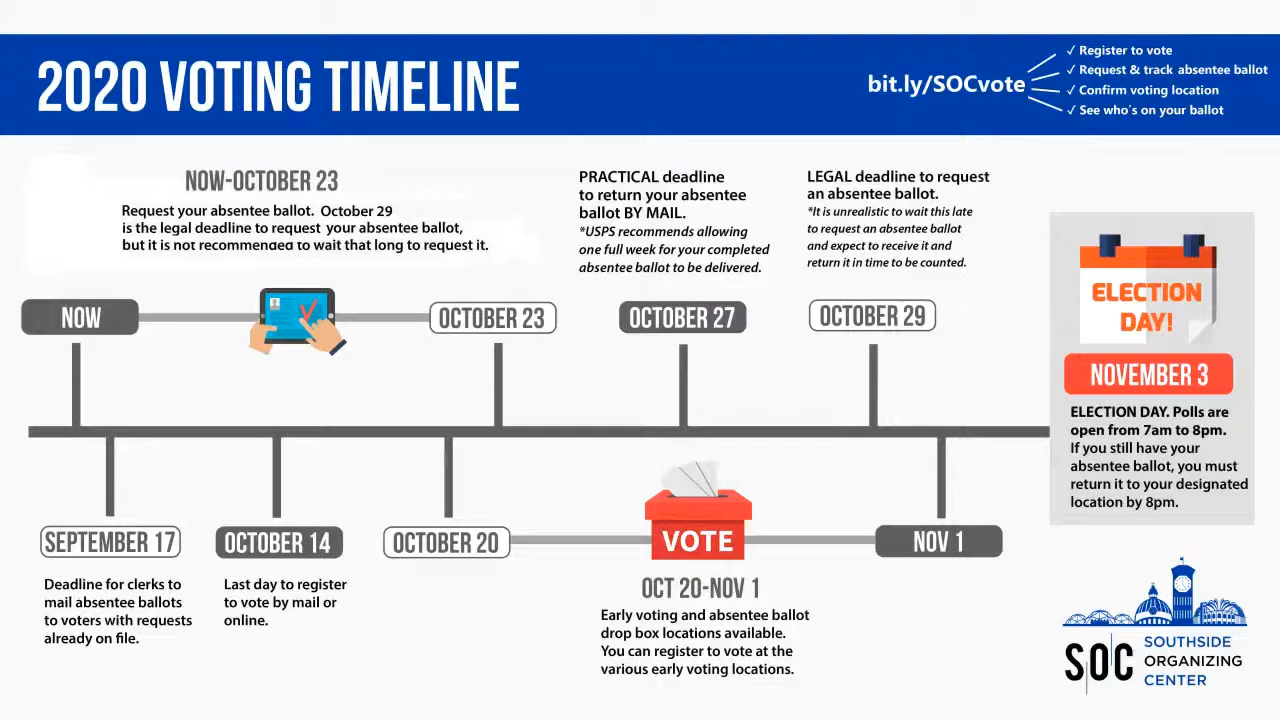 2020 VOTING TIMELINE
bit.ly/SOCvote
✓ Register to vote
✓ Request & track absentee ballot
✓ Confirm voting location
✓ See who's on your ballot
NOW-OCTOBER 23
Request your absentee ballot. October 29
is the legal deadline to request your absentee ballot,
but it is not recommended to wait that long to request it.
PRACTICAL deadline
to return your absentee
ballot BY MAIL.
*USPS recommends allowing
one full week for your completed
absentee ballot to be delivered.
LEGAL deadline to request
an absentee ballot.
*It is unrealistic to wait this late
to request an absentee ballot
and expect to receive it and
return it in time to be counted.
NOW
OCTOBER 23
OCTOBER 27
OCTOBER 29
ELECTION
DAY!
NOVEMBER 3
ELECTION DAY. Polls are
open from 7am to 8pm.
If you still have your
absentee ballot, you must
return it to your designated
location by 8pm.
SEPTEMBER 17
OCTOBER 14
OCTOBER 20
VOTE
NOV 1
Deadline for clerks to
mail absentee ballots
to voters with requests
already on file.
Last day to register
to vote by mail or
online.
OCT 20-NOV 1
Early voting and absentee ballot
drop box locations available.
You can register to vote at the
various early voting locations.
SOC
SOUTHSIDE
ORGANIZING
CENTER